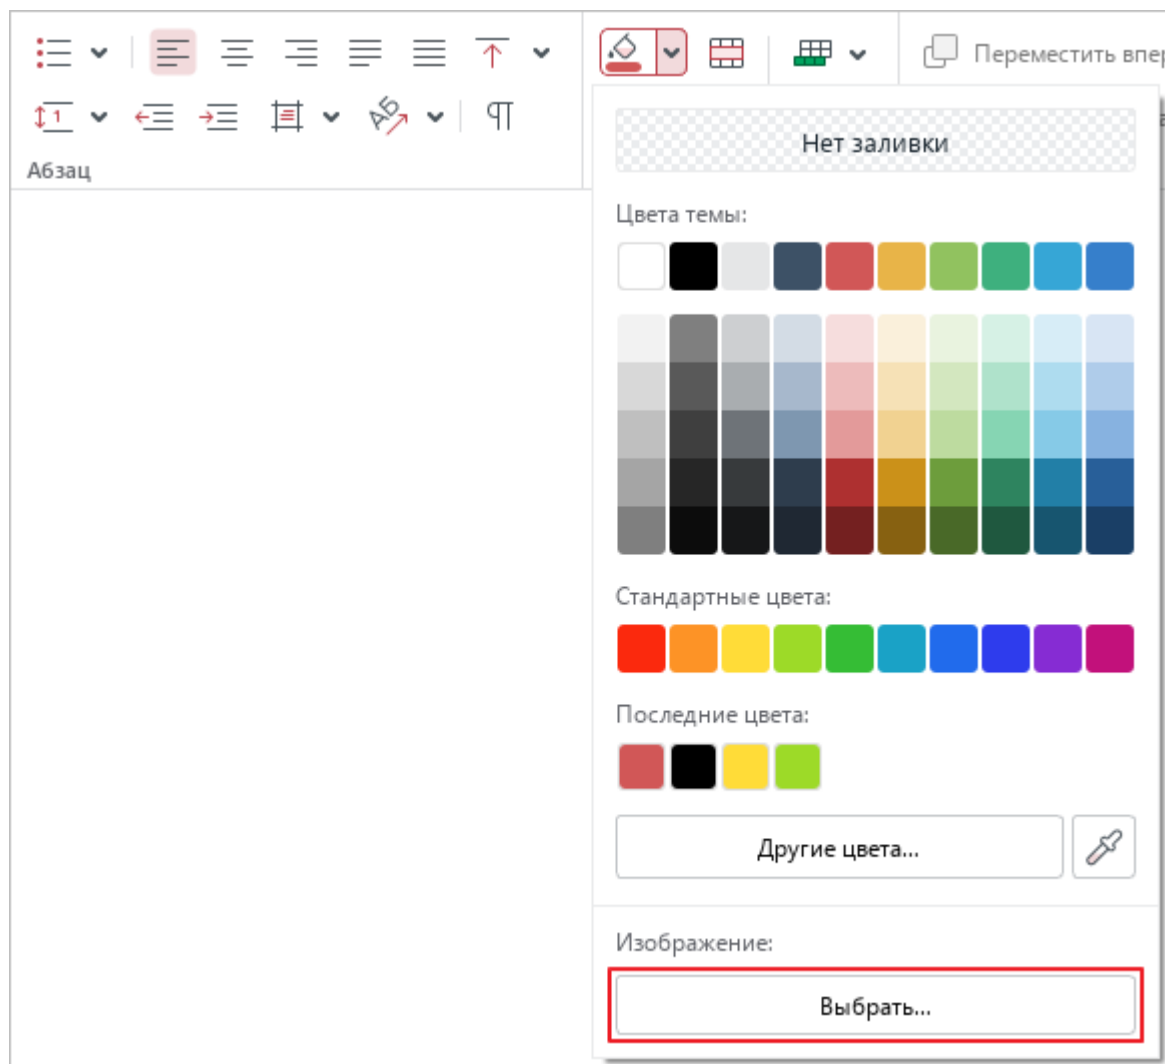 Переместить впер
Абзац
Нет заливки
Цвета темы:
Стандартные цвета:
Последние цвета:
Другие цвета...
Изображение:
Выбрать...